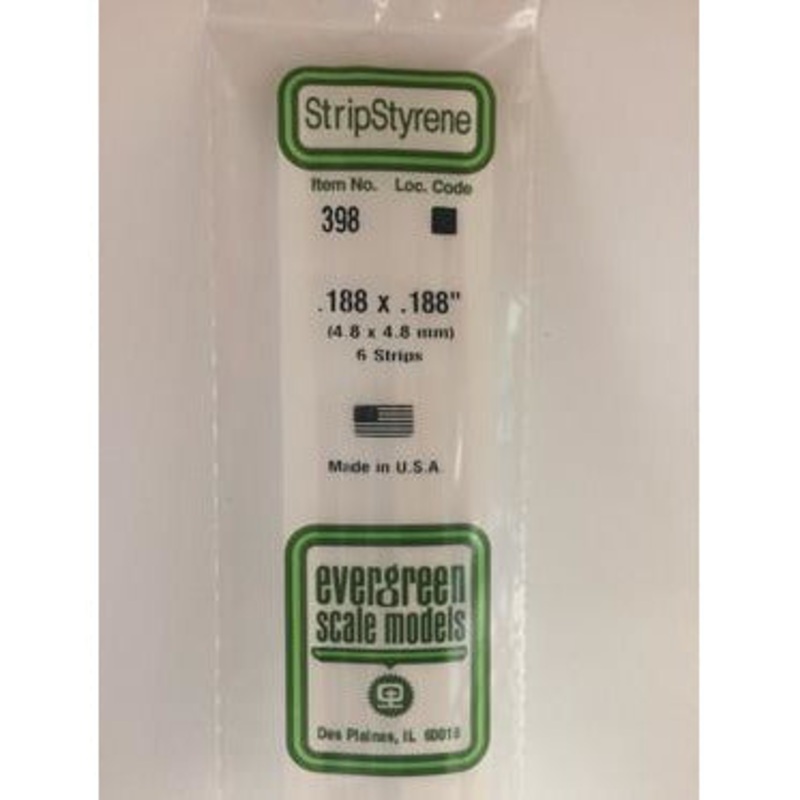 StripStyrene
Item No. Loc. Code
398
.188 x .188"
(4.8 x 4.8 mm)
6 Strips
Made in U.S.A
evergreen
scale models
Des Plaines, IL 60018